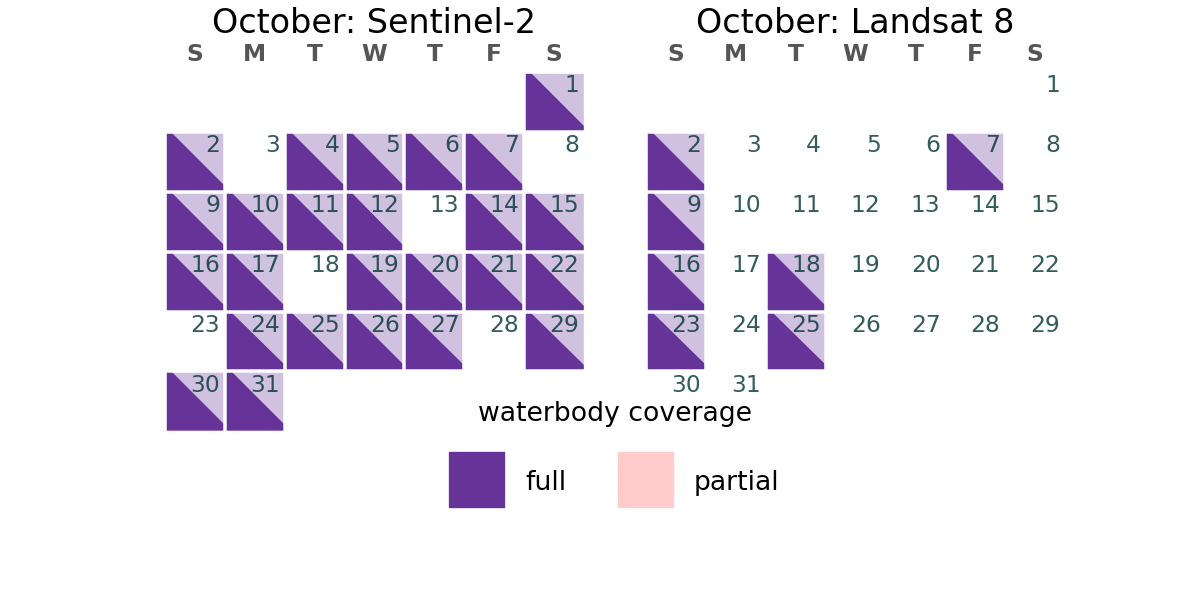 October: Sentinel-2
S M T W T F S
1
2 3 4 5 6 7 8
9 10 11 12 13 14 15
16 17 18 19 20 21 22
23 24 25 26 27 28 29
30 31
October: Landsat 8
S M T W T F S
1
2 3 4 5 6 7 8
9 10 11 12 13 14 15
16 17 18 19 20 21 22
23 24 25 26 27 28 29
30 31
waterbody coverage
full partial